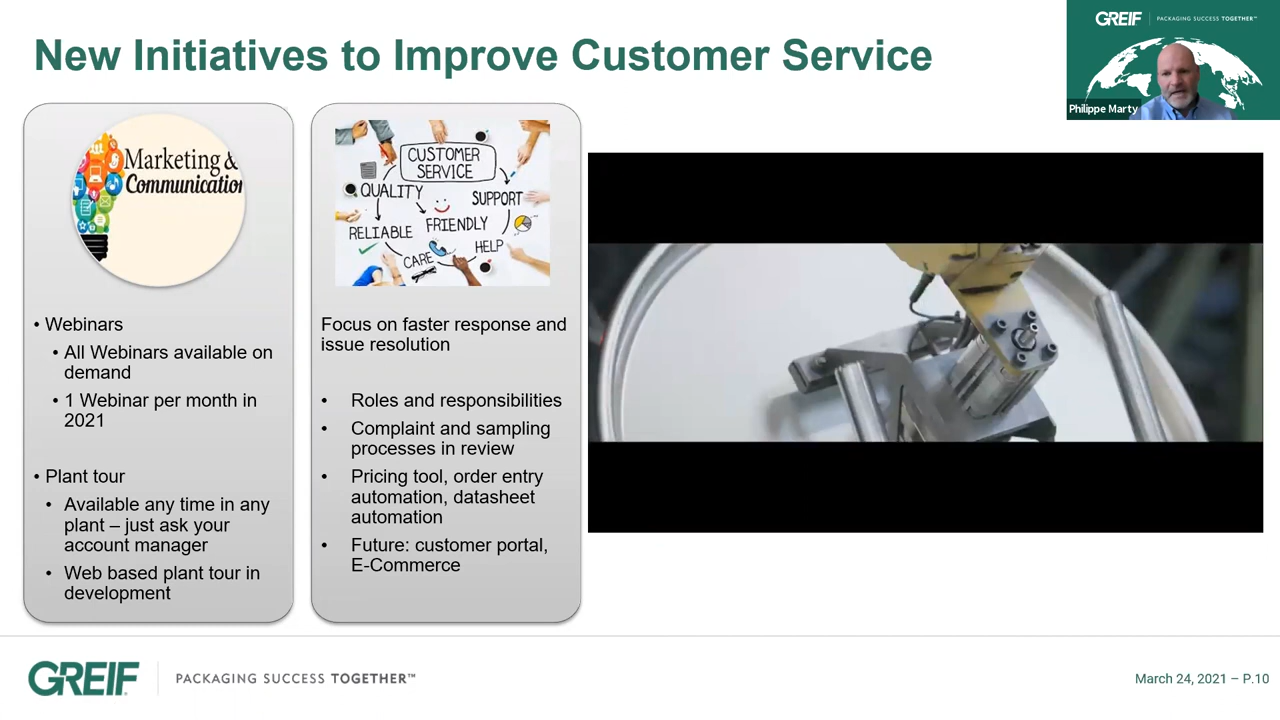 New Initiatives to Improve Customer Service
GREIF
PACKAGING SUCCESS TOGETHER™
Philippe Marty
Marketing &
Communication
• Webinars
• All Webinars available on
demand
• 1 Webinar per month in
2021
• Plant tour
• Available any time in any
plant – just ask your
account manager
• Web based plant tour in
development
CUSTOMER
SERVICE
QUALITY
SUPPORT
RELIABLE
FRIENDLY
CARE
HELP
Focus on faster response and
issue resolution
• Roles and responsibilities
• Complaint and sampling
processes in review
• Pricing tool, order entry
automation, datasheet
automation
• Future: customer portal,
E-Commerce
GREIF
PACKAGING SUCCESS TOGETHER™
March 24, 2021 – P.10